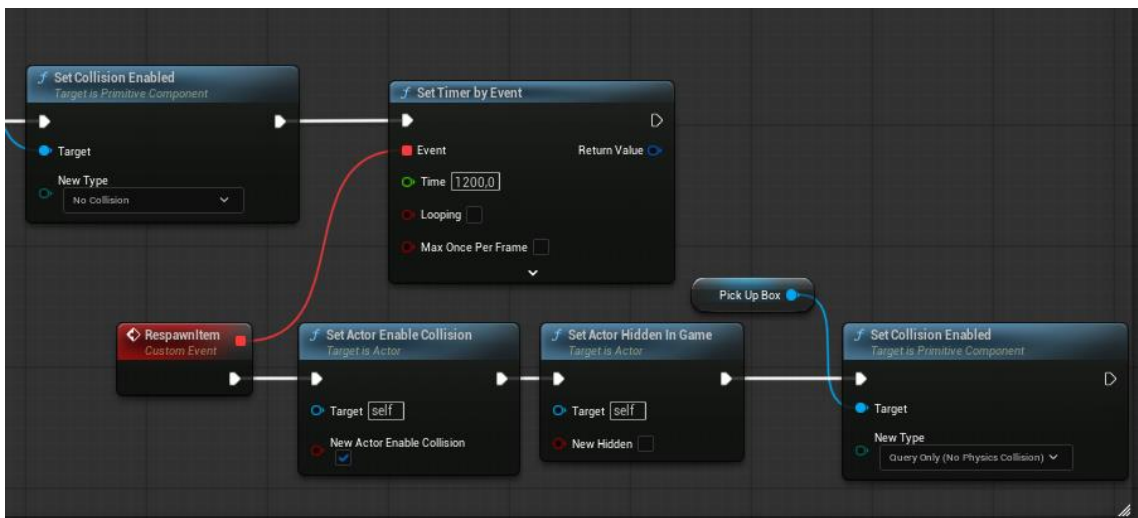 Set Collision Enabled
Target is Primitive Component
Target
New Type
No Collision
Set Timer by Event
Event
Return Value
Time 1200,0
Looping
Max Once Per Frame
Pick Up Box
RespawnItem
Custom Event
Set Actor Enable Collision
Target is Actor
Target self
New Actor Enable Collision
Set Actor Hidden In Game
Target is Actor
Target self
New Hidden
Set Collision Enabled
Target is Primitive Component
Target
New Type
Query Only (No Physics Collision)